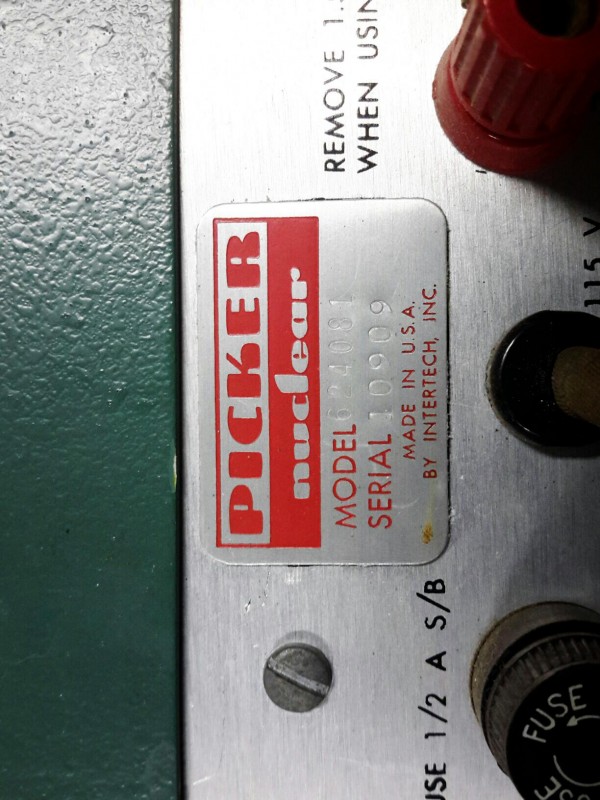 REMOVE 1.
WHEN USIN
115 V
PICKER
nuclear
MODEL 624081
SERIAL 10909
MADE IN U.S.A.
BY INTERTECH, INC.
USE 1/2 A S/B
FUSE